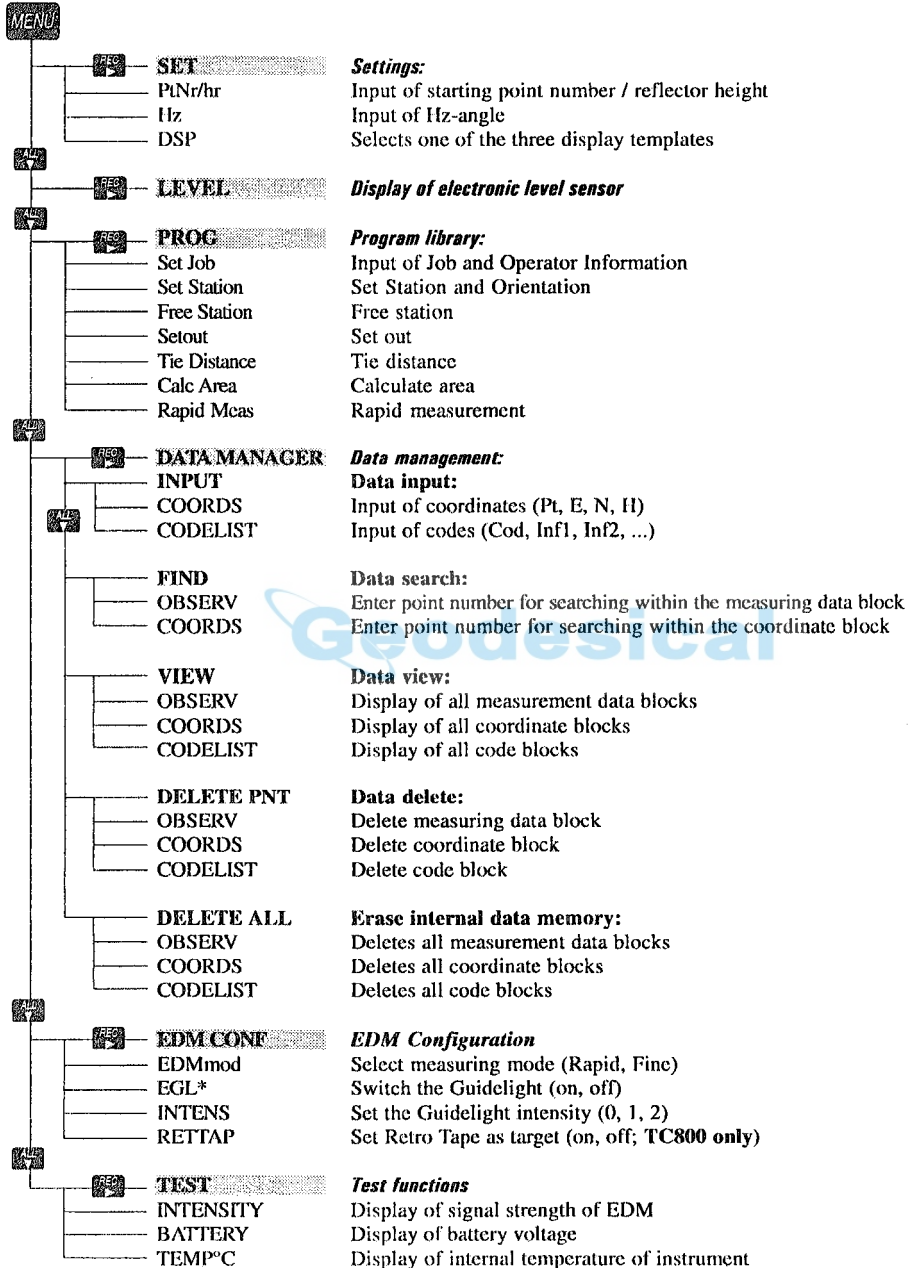 MENU
REC SET Settings:
PtNr/hr Input of starting point number / reflector height
Hz Input of Hz-angle
DSP Selects one of the three display templates
ALL
REC LEVEL Display of electronic level sensor
ALL
REC PROG Program library:
Set Job Input of Job and Operator Information
Set Station Set Station and Orientation
Free Station Free station
Setout Set out
Tie Distance Tie distance
Calc Area Calculate area
Rapid Meas Rapid measurement
ALL
REC DATA MANAGER Data management:
INPUT Data input:
COORDS Input of coordinates (Pt, E, N, H)
ALL
CODELIST Input of codes (Cod, Inf1, Inf2, ...)
FIND Data search:
OBSERV Enter point number for searching within the measuring data block
COORDS Enter point number for searching within the coordinate block
Geodesical
VIEW Data view:
OBSERV Display of all measurement data blocks
COORDS Display of all coordinate blocks
CODELIST Display of all code blocks
DELETE PNT Data delete:
OBSERV Delete measuring data block
COORDS Delete coordinate block
CODELIST Delete code block
DELETE ALL Erase internal data memory:
OBSERV Deletes all measurement data blocks
COORDS Deletes all coordinate blocks
CODELIST Deletes all code blocks
ALL
REC EDM CONF EDM Configuration
EDMmod Select measuring mode (Rapid, Fine)
EGL* Switch the Guidelight (on, off)
INTENS Set the Guidelight intensity (0, 1, 2)
RETTAP Set Retro Tape as target (on, off; TC800 only)
ALL
REC TEST Test functions
INTENSITY Display of signal strength of EDM
BATTERY Display of battery voltage
TEMP°C Display of internal temperature of instrument